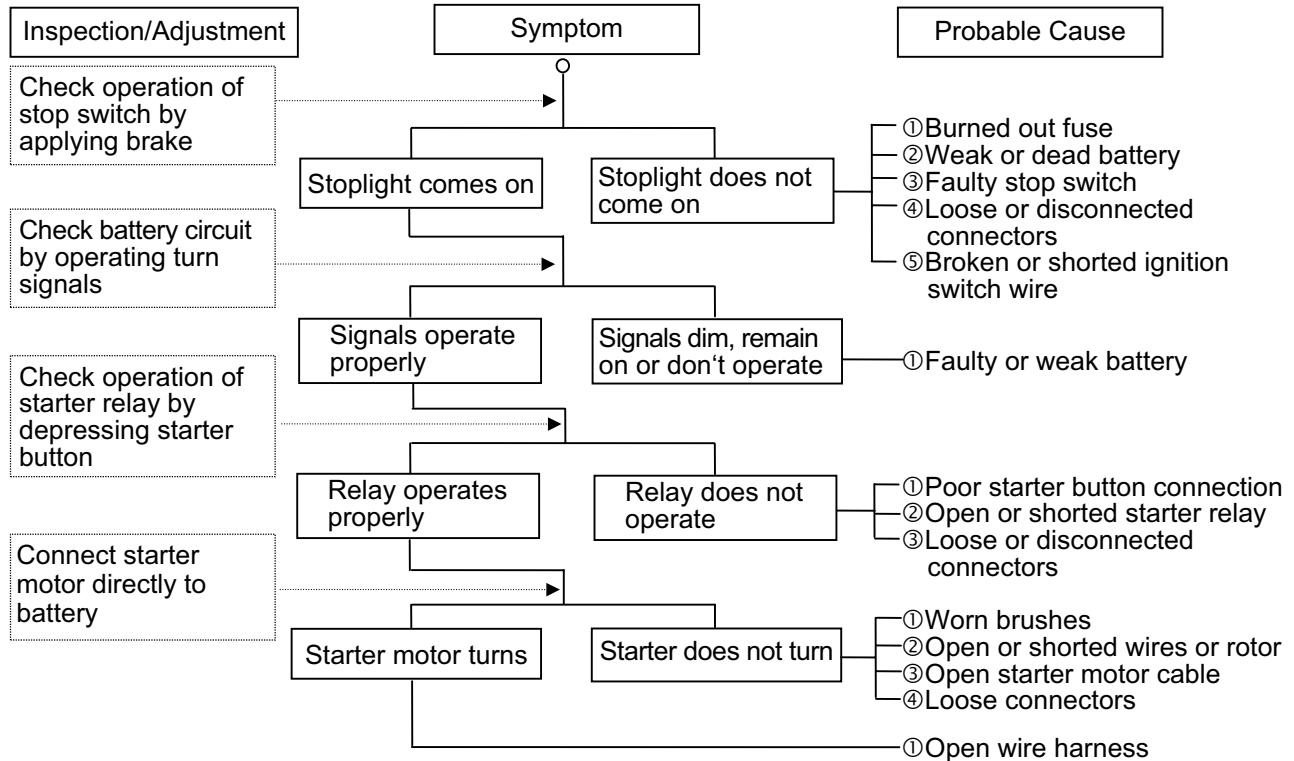 Inspection/Adjustment
Symptom
Probable Cause
Check operation of
stop switch by
applying brake
Stoplight comes on
Stoplight does not
come on
①Burned out fuse
②Weak or dead battery
③Faulty stop switch
④Loose or disconnected
connectors
⑤Broken or shorted ignition
switch wire
Check battery circuit
by operating turn
signals
Signals operate
properly
Signals dim, remain
on or don‘t operate
①Faulty or weak battery
Check operation of
starter relay by
depressing starter
button
Relay operates
properly
Relay does not
operate
①Poor starter button connection
②Open or shorted starter relay
③Loose or disconnected
connectors
Connect starter
motor directly to
battery
Starter motor turns
Starter does not turn
①Worn brushes
②Open or shorted wires or rotor
③Open starter motor cable
④Loose connectors
①Open wire harness